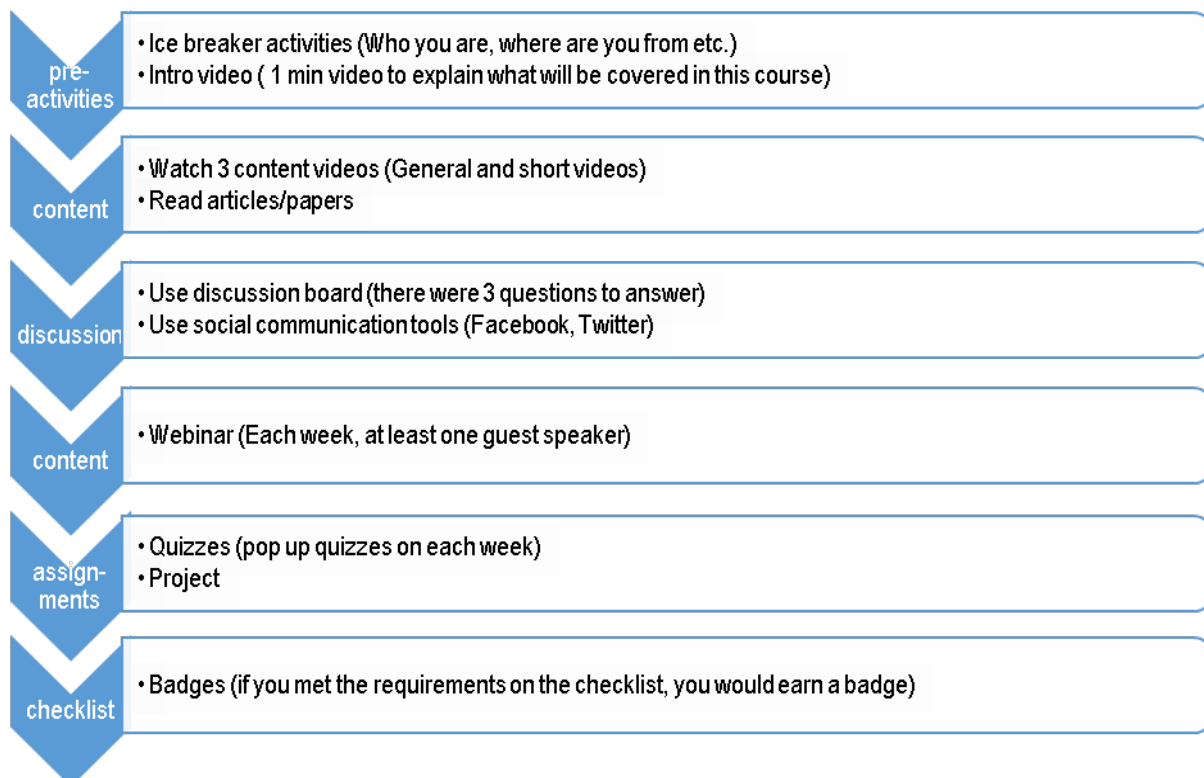 pre-
activities
• Ice breaker activities (Who you are, where are you from etc.)
• Intro video ( 1 min video to explain what will be covered in this course)
content
• Watch 3 content videos (General and short videos)
• Read articles/papers
discussion
• Use discussion board (there were 3 questions to answer)
• Use social communication tools (Facebook, Twitter)
content
• Webinar (Each week, at least one guest speaker)
assign-
ments
• Quizzes (pop up quizzes on each week)
• Project
checklist
• Badges (if you met the requirements on the checklist, you would earn a badge)